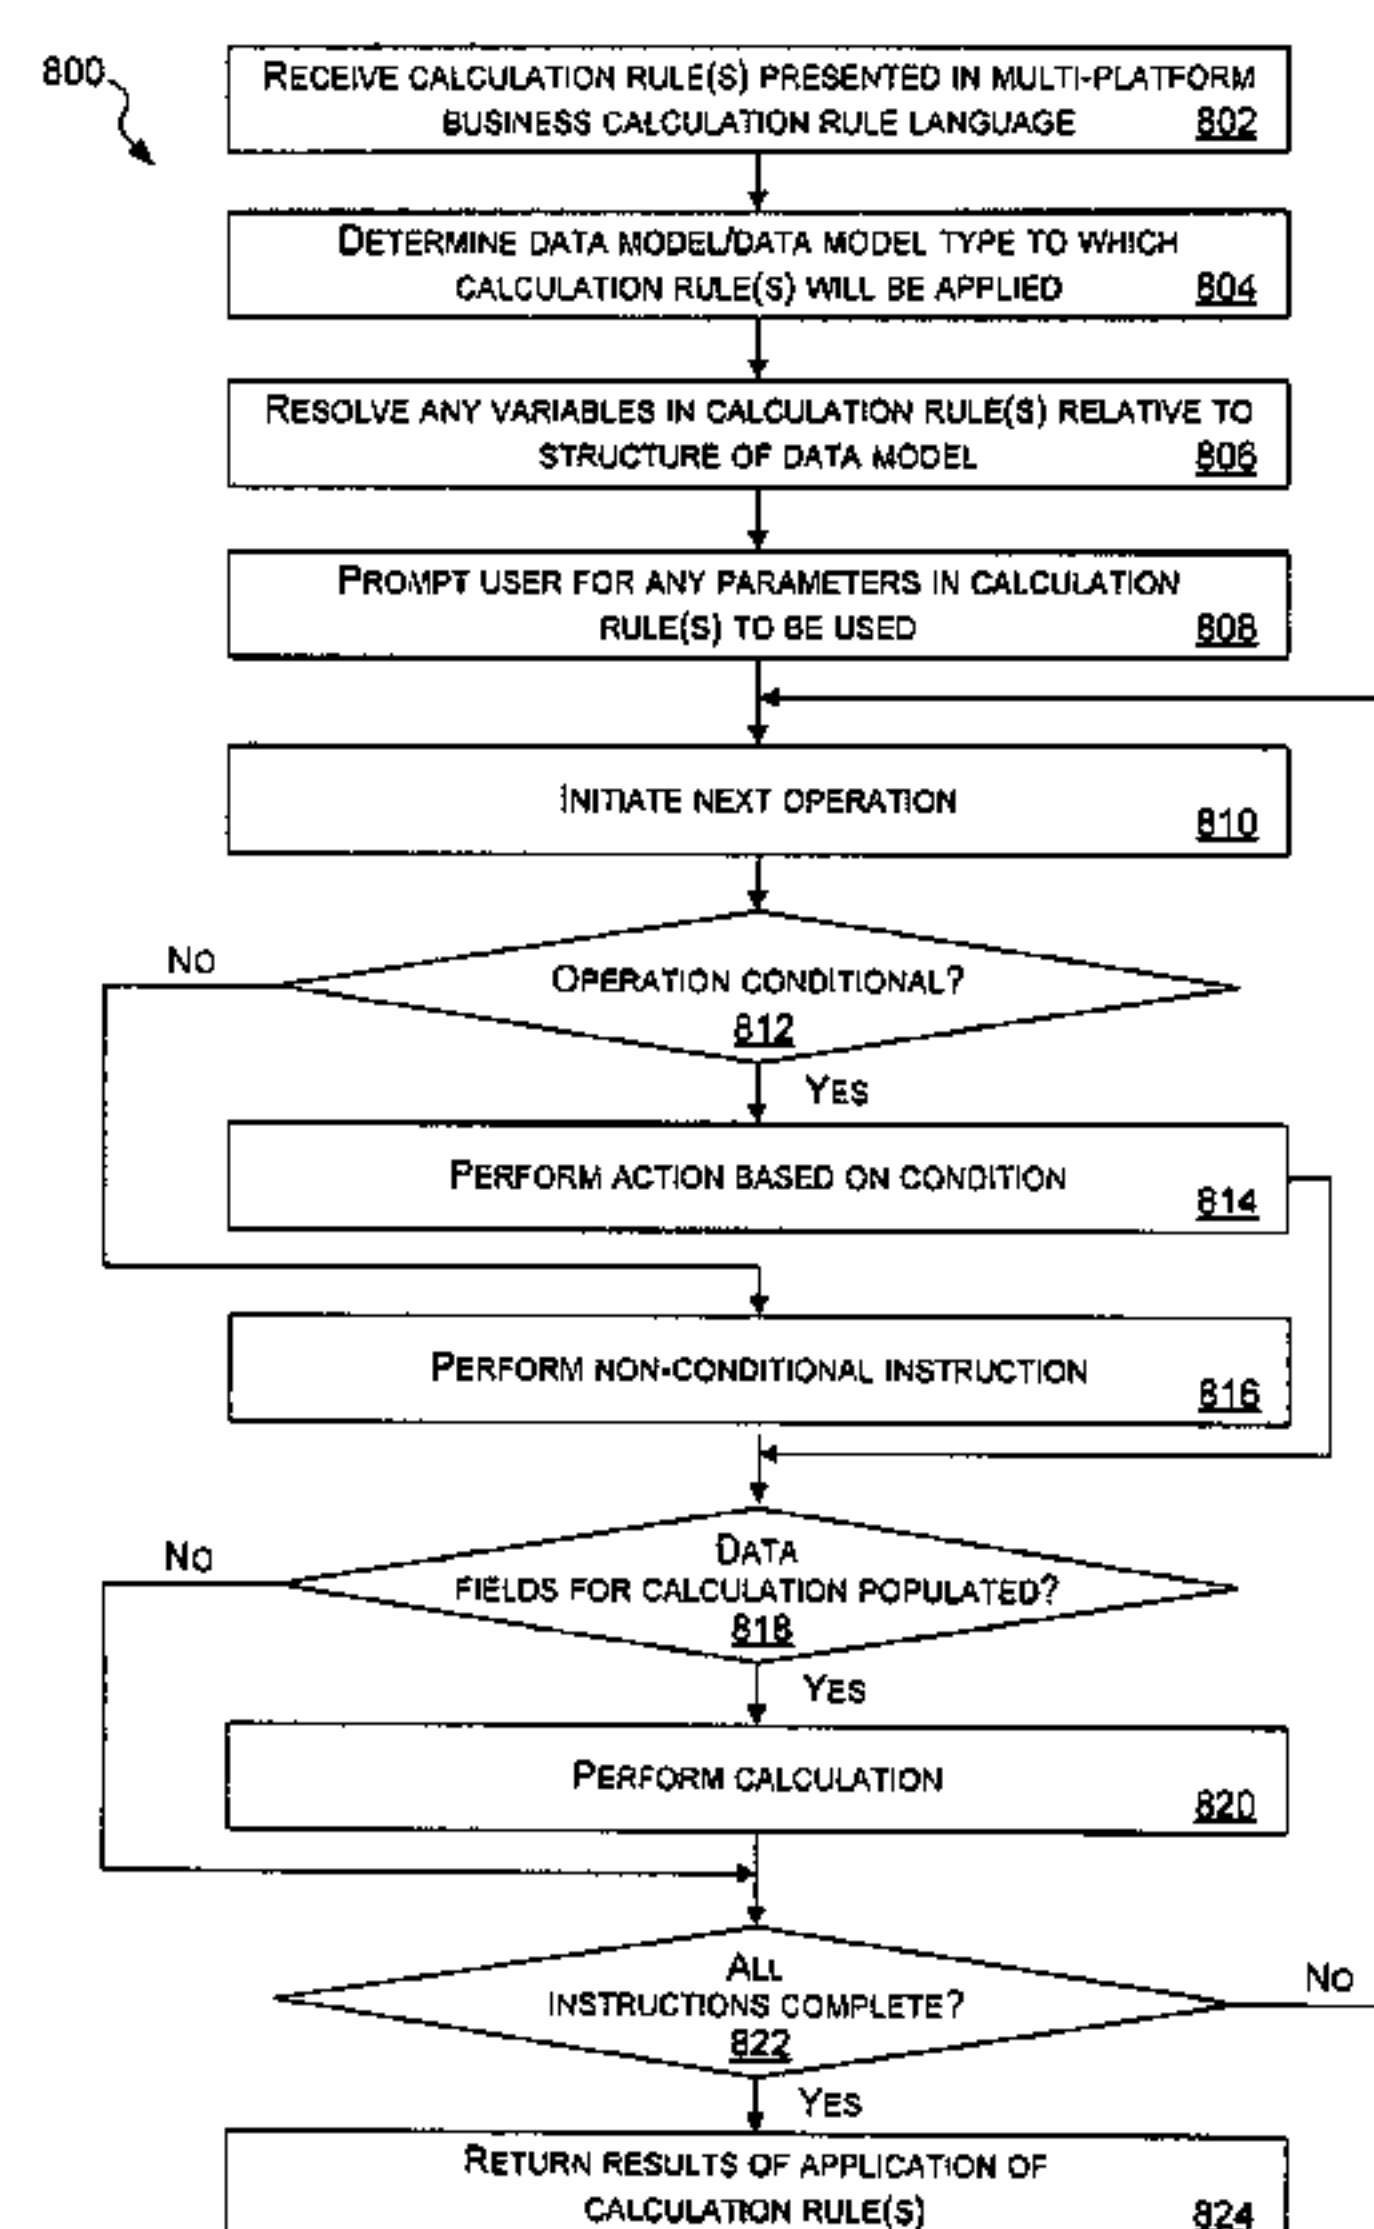 800
RECEIVE CALCULATION RULE(S) PRESENTED IN MULTI-PLATFORM
BUSINESS CALCULATION RULE LANGUAGE 802
DETERMINE DATA MODEL/DATA MODEL TYPE TO WHICH
CALCULATION RULE(S) WILL BE APPLIED 804
RESOLVE ANY VARIABLES IN CALCULATION RULE(S) RELATIVE TO
STRUCTURE OF DATA MODEL 806
PROMPT USER FOR ANY PARAMETERS IN CALCULATION
RULE(S) TO BE USED 808
INITIATE NEXT OPERATION
810
NO
OPERATION CONDITIONAL?
812
YES
PERFORM ACTION BASED ON CONDITION
814
PERFORM NON-CONDITIONAL INSTRUCTION
816
NO
DATA
FIELDS FOR CALCULATION POPULATED?
818
YES
PERFORM CALCULATION
820
ALL
INSTRUCTIONS COMPLETE?
822
NO
YES
RETURN RESULTS OF APPLICATION OF
CALCULATION RULE(S) 824